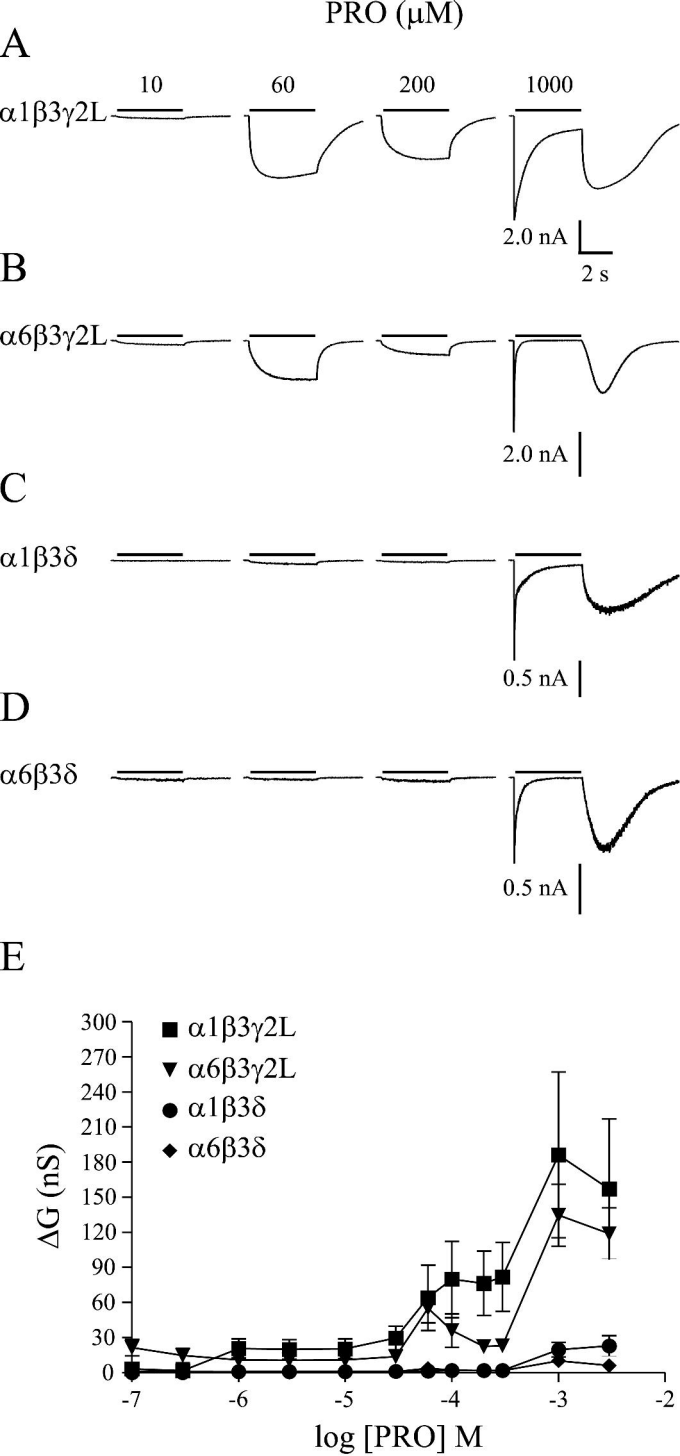 PRO (μM)
A
10 60 200 1000
α1β3γ2L
2.0 nA
2 s
B
α6β3γ2L
2.0 nA
C
α1β3δ
0.5 nA
D
α6β3δ
0.5 nA
E
300
270
240
210
180
150
120
90
60
30
0
ΔG (nS)
α1β3γ2L
α6β3γ2L
α1β3δ
α6β3δ
-7 -6 -5 -4 -3 -2
log [PRO] M